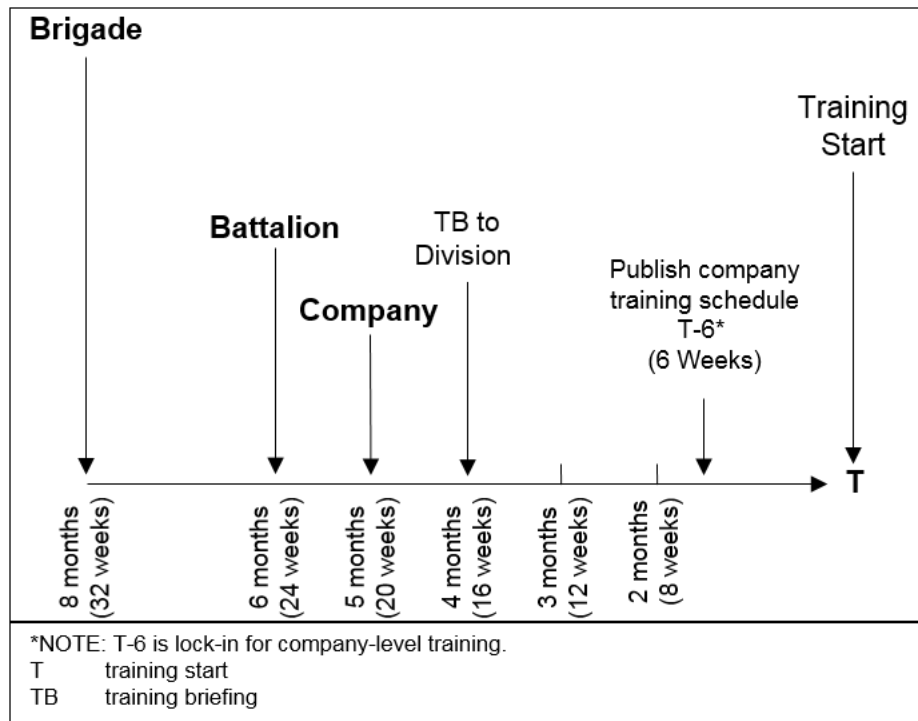 Brigade
Training
Start
Battalion
TB to
Division
Company
Publish company
training schedule
T-6*
(6 Weeks)
T
8 months
(32 weeks)
6 months
(24 weeks)
5 months
(20 weeks)
4 months
(16 weeks)
3 months
(12 weeks)
2 months
(8 weeks)
*NOTE: T-6 is lock-in for company-level training.
T training start
TB training briefing